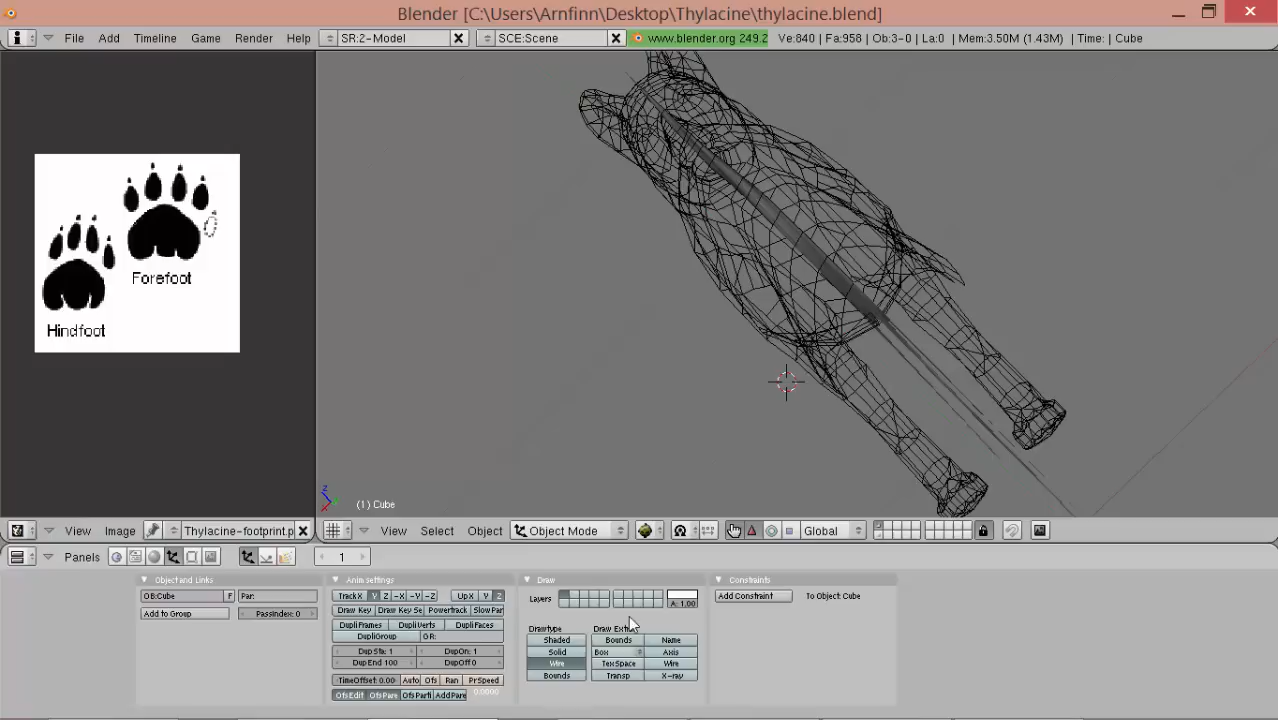 Blender [C:\Users\Arnfinn\Desktop\Thylacine\thylacine.blend]
File Add Timeline Game Render Help SR:2-Model SCE:Scene www.blender.org 249.2 Ve:840 | Fa:958 | Ob:3-0 | La:0 | Mem:3.50M (1.43M) | Time: | Cube
Forefoot
Hindfoot
z
(1) Cube
View Image Thylacine-footprint.p View Select Object Object Mode Global
Panels 1
Object and Links Anim settings Draw Constraints
OB:Cube F Par: TrackX Y Z -X -Y -Z UpX Y Z Layers Add Constraint To Object Cube
A: 1.00
Add to Group PassIndex: 0 Draw Key Draw Key Se Powertrack SlowPar
DupliFrames DupliVerts DupliFaces Drawtype
DupliGroup GR: Shaded Bounds Name
DupSta: 1 DupOn: 1 Solid Box Axis
DupEnd 100 DupOff 0 Wire TexSpace Wire
TimeOffset: 0.00 Auto Ofs Ran PrSpeed Bounds Transp X-ray
OfsEdit OfsPare OfsParti AddPare 0.0000